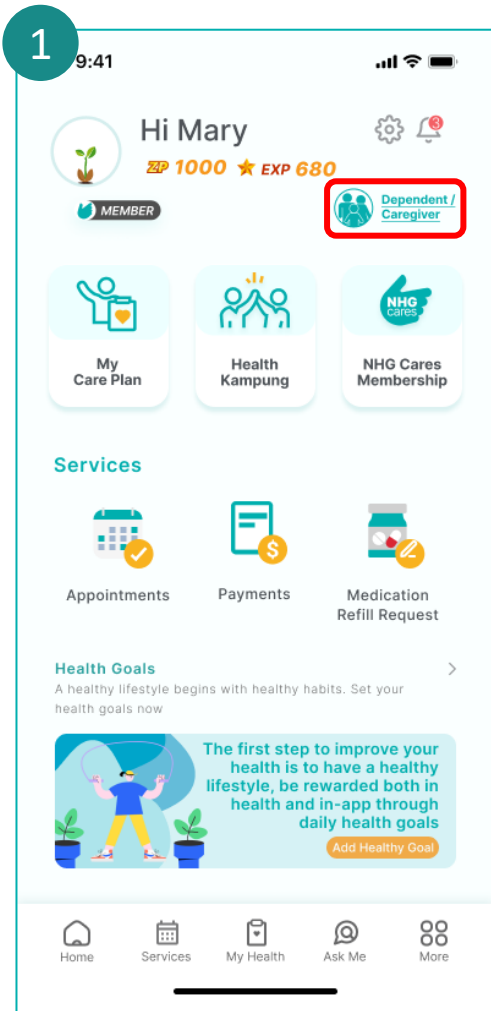 1
9:41
Hi Mary
3
ZP 1000 EXP 680
MEMBER
Dependent /
Caregiver
NHG
cares
My
Care Plan
Health
Kampung
NHG Cares
Membership
Services
Appointments
Payments
Medication
Refill Request
Health Goals
A healthy lifestyle begins with healthy habits. Set your
health goals now
The first step to improve your
health is to have a healthy
lifestyle, be rewarded both in
health and in-app through
daily health goals
Add Healthy Goal
Home
Services
My Health
Ask Me
More